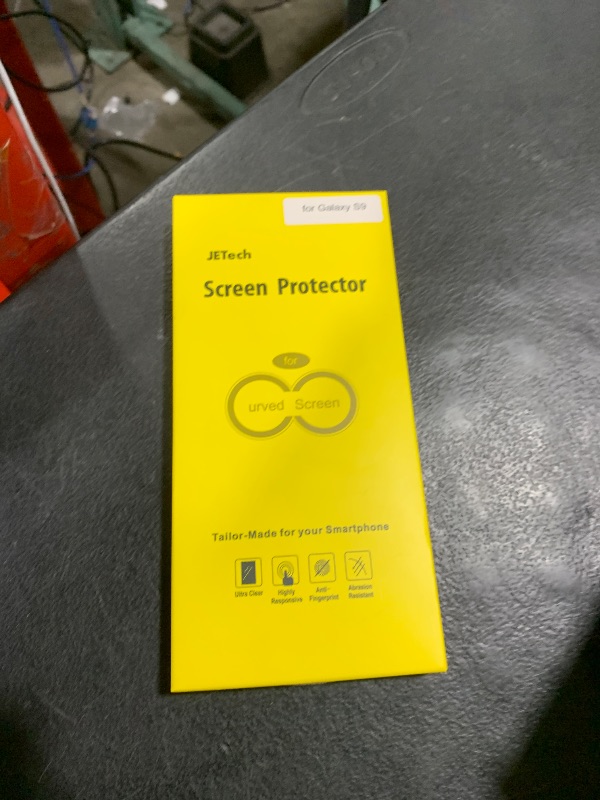 for Galaxy S9
JETech
Screen Protector
for
urved Screen
Tailor-Made for your Smartphone
Ultra Clear
Highly
Responsive
Anti-
Fingerprint
Abrasion
Resistant